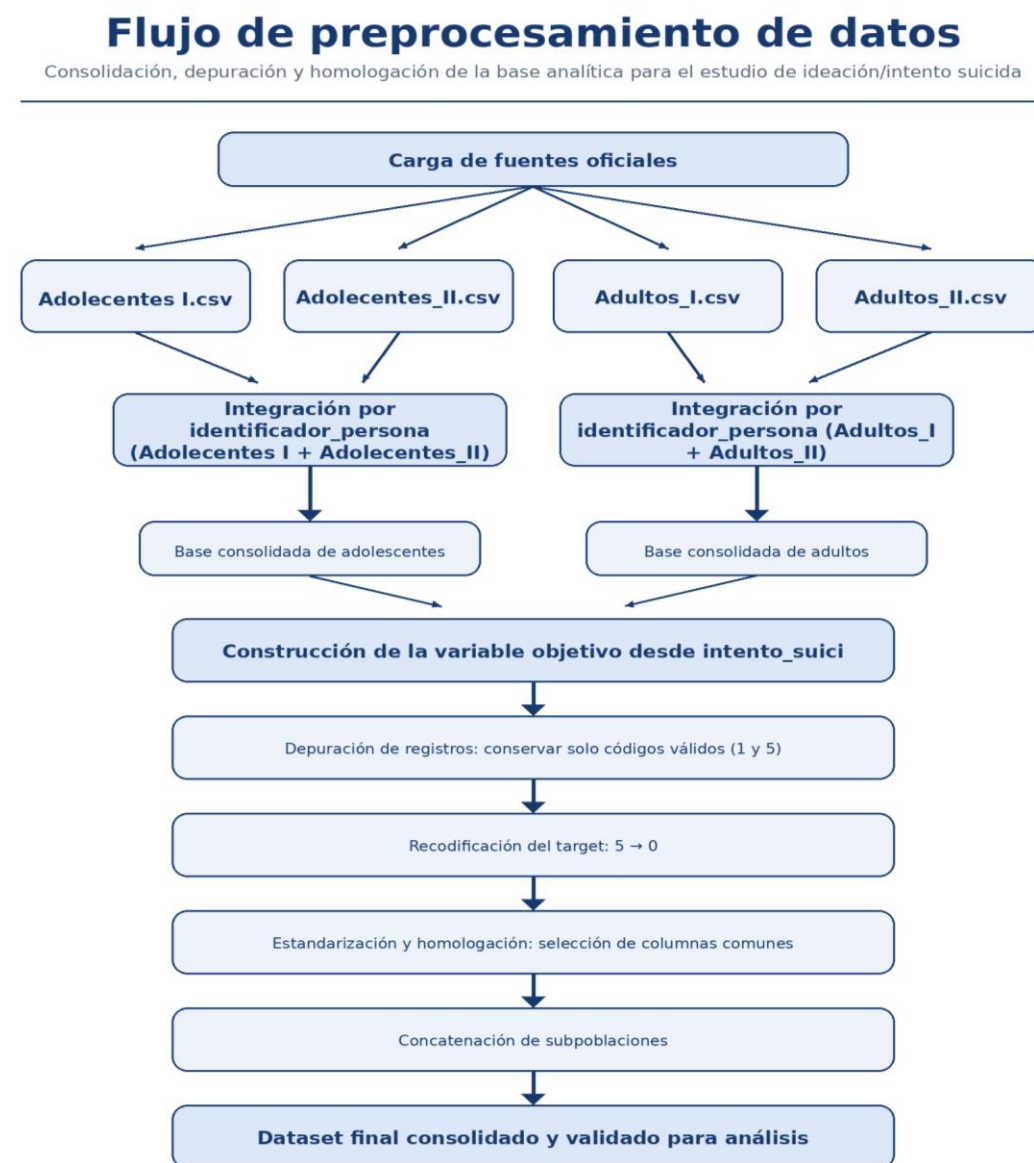 Flujo de preprocesamiento de datos
Consolidación, depuración y homologación de la base analítica para el estudio de ideación/intento suicida
Carga de fuentes oficiales
Adolecentes I.csv
Adolecentes_II.csv
Adultos_I.csv
Adultos_II.csv
Integración por
identificador_persona
(Adolecentes I + Adolecentes_II)
Integración por
identificador_persona (Adultos_I
+ Adultos_II)
Base consolidada de adolescentes
Base consolidada de adultos
Construcción de la variable objetivo desde intento_suici
Depuración de registros: conservar solo códigos válidos (1 y 5)
Recodificación del target: 5 → 0
Estandarización y homologación: selección de columnas comunes
Concatenación de subpoblaciones
Dataset final consolidado y validado para análisis